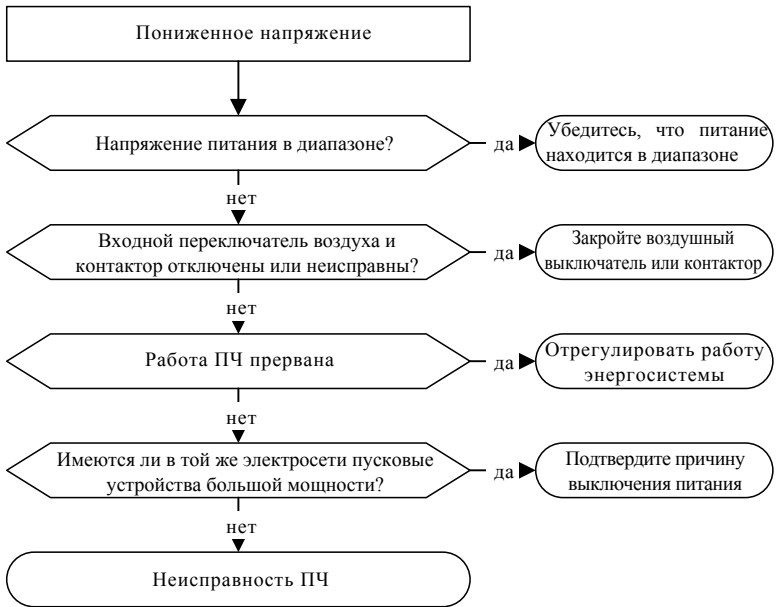 Пониженное напряжение
Напряжение питания в диапазоне?
да
Убедитесь, что питание
находится в диапазоне
нет
Входной переключатель воздуха и
контактор отключены или неисправны?
да
Закройте воздушный
выключатель или контактор
нет
Работа ПЧ прервана
да
Отрегулировать работу
энергосистемы
нет
Имеются ли в той же электросети пусковые
устройства большой мощности?
да
Подтвердите причину
выключения питания
нет
Неисправность ПЧ